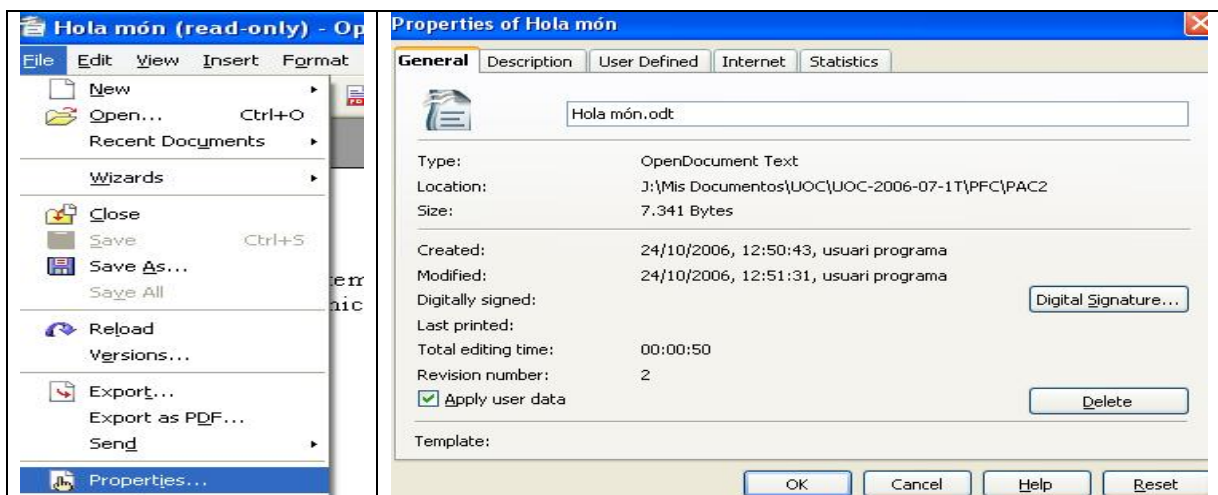 Hola món (read-only) - Op
File Edit View Insert Format
New
Open... Ctrl+O
Recent Documents
Wizards
Close
Save Ctrl+S
Save As...
Save All
Reload
Versions...
Export...
Export as PDF...
Send
Properties...
Properties of Hola món
General Description User Defined Internet Statistics
Hola món.odt
Type: OpenDocument Text
Location: J:\Mis Documentos\UOC\UOC-2006-07-1T\PFC\PAC2
Size: 7.341 Bytes
Created: 24/10/2006, 12:50:43, usuari programa
Modified: 24/10/2006, 12:51:31, usuari programa
Digitally signed: Digital Signature...
Last printed:
Total editing time: 00:00:50
Revision number: 2
Apply user data Delete
Template:
OK Cancel Help Reset